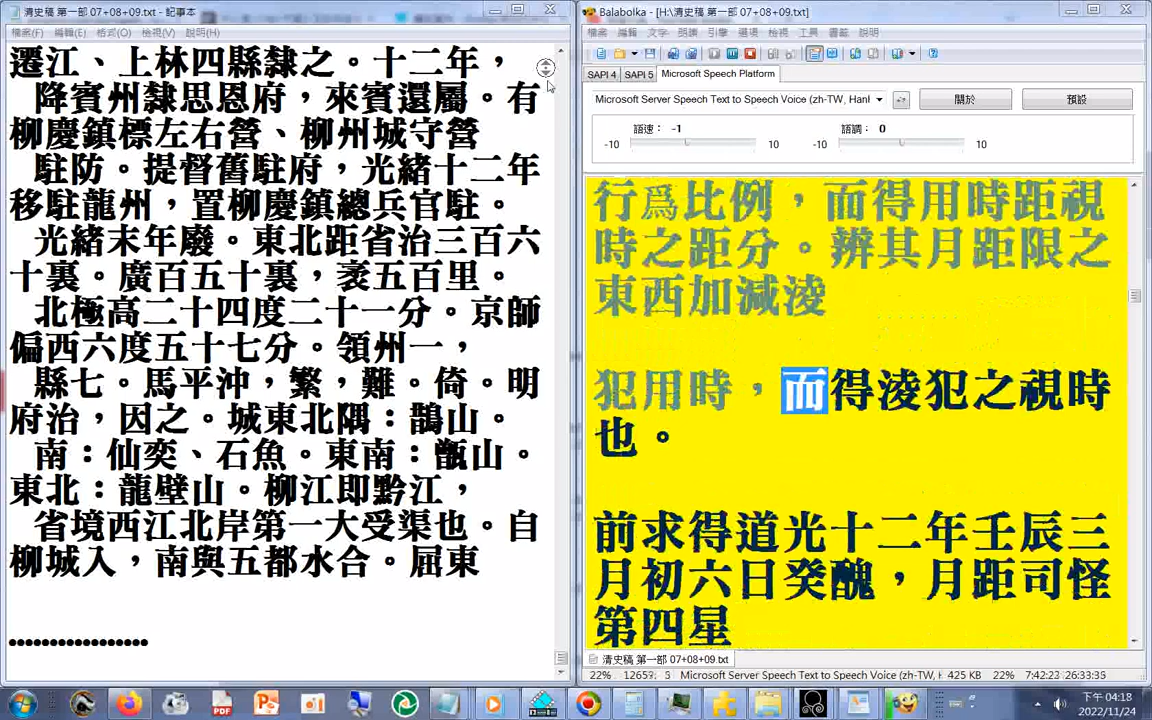 清史稿 第一部 07+08+09.txt - 記事本
檔案(F) 編輯(E) 格式(O) 檢視(V) 說明(H)
遷江、上林四縣隸之。十二年，
降賓州隸思恩府，來賓還屬。有
柳慶鎮標左右營、柳州城守營
駐防。提督舊駐府，光緒十二年
移駐龍州，置柳慶鎮總兵官駐。
光緒末年廢。東北距省治三百六
十裏。廣百五十裏，袤五百里。
北極高二十四度二十一分。京師
偏西六度五十七分。領州一，
縣七。馬平沖，繁，難。倚。明
府治，因之。城東北隅：鵲山。
南：仙奕、石魚。東南：甑山。
東北：龍壁山。柳江即黔江，
省境西江北岸第一大受渠也。自
柳城入，南與五都水合。屈東
•••••••••••••••••
Balabolka - [H:\清史稿 第一部 07+08+09.txt]
檔案 編輯 文字 朗讀 引擎 選項 檢視 工具 書籤 說明
SAPI 4 SAPI 5 Microsoft Speech Platform
Microsoft Server Speech Text to Speech Voice (zh-TW, Hanl 關於 預設
語速： -1 語調： 0
-10 10 -10 10
行爲比例，而得用時距視
時之距分。辨其月距限之
東西加減淩
犯用時，而得淩犯之視時
也。
前求得道光十二年壬辰三
月初六日癸醜，月距司怪
第四星
清史稿 第一部 07+08+09.txt
22% Microsoft Server Speech Text to Speech Voice (zh-TW, Ha 425 KB 22% 7:42:23
下午 04:18
2022/11/24